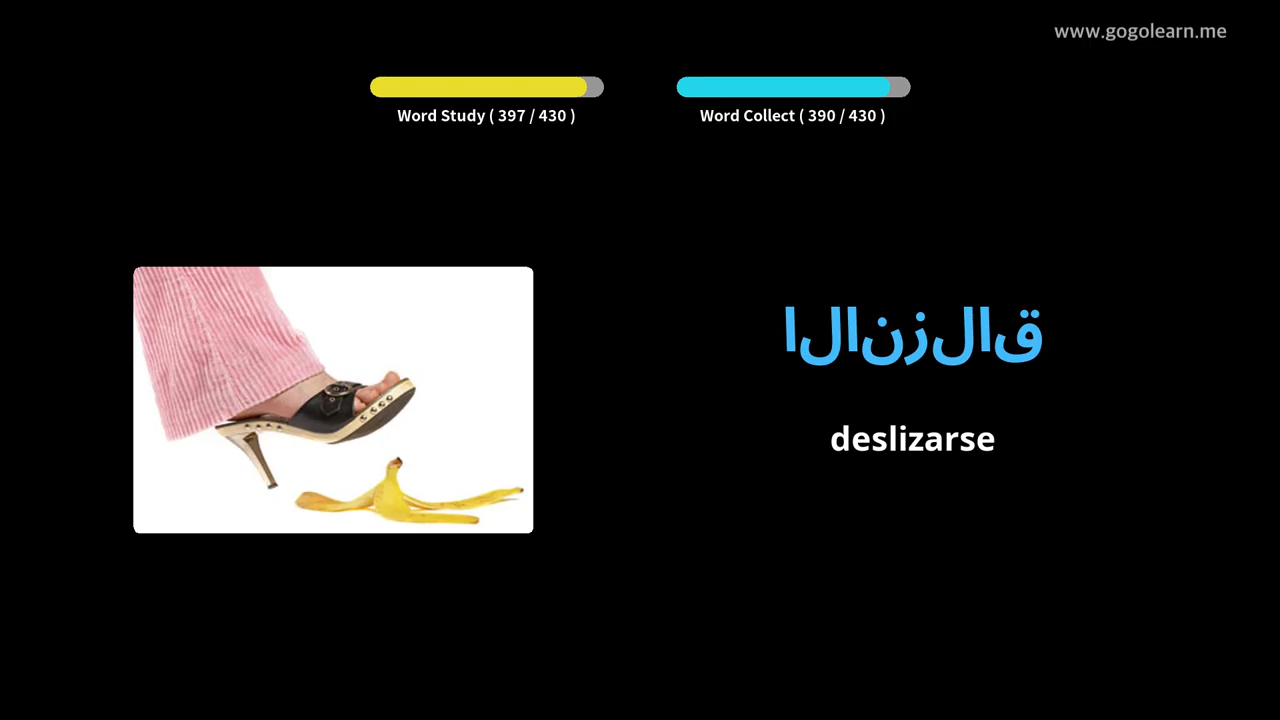 www.gogolearn.me
Word Study ( 397 / 430 )
Word Collect ( 390 / 430 )
الانزلاق
deslizarse